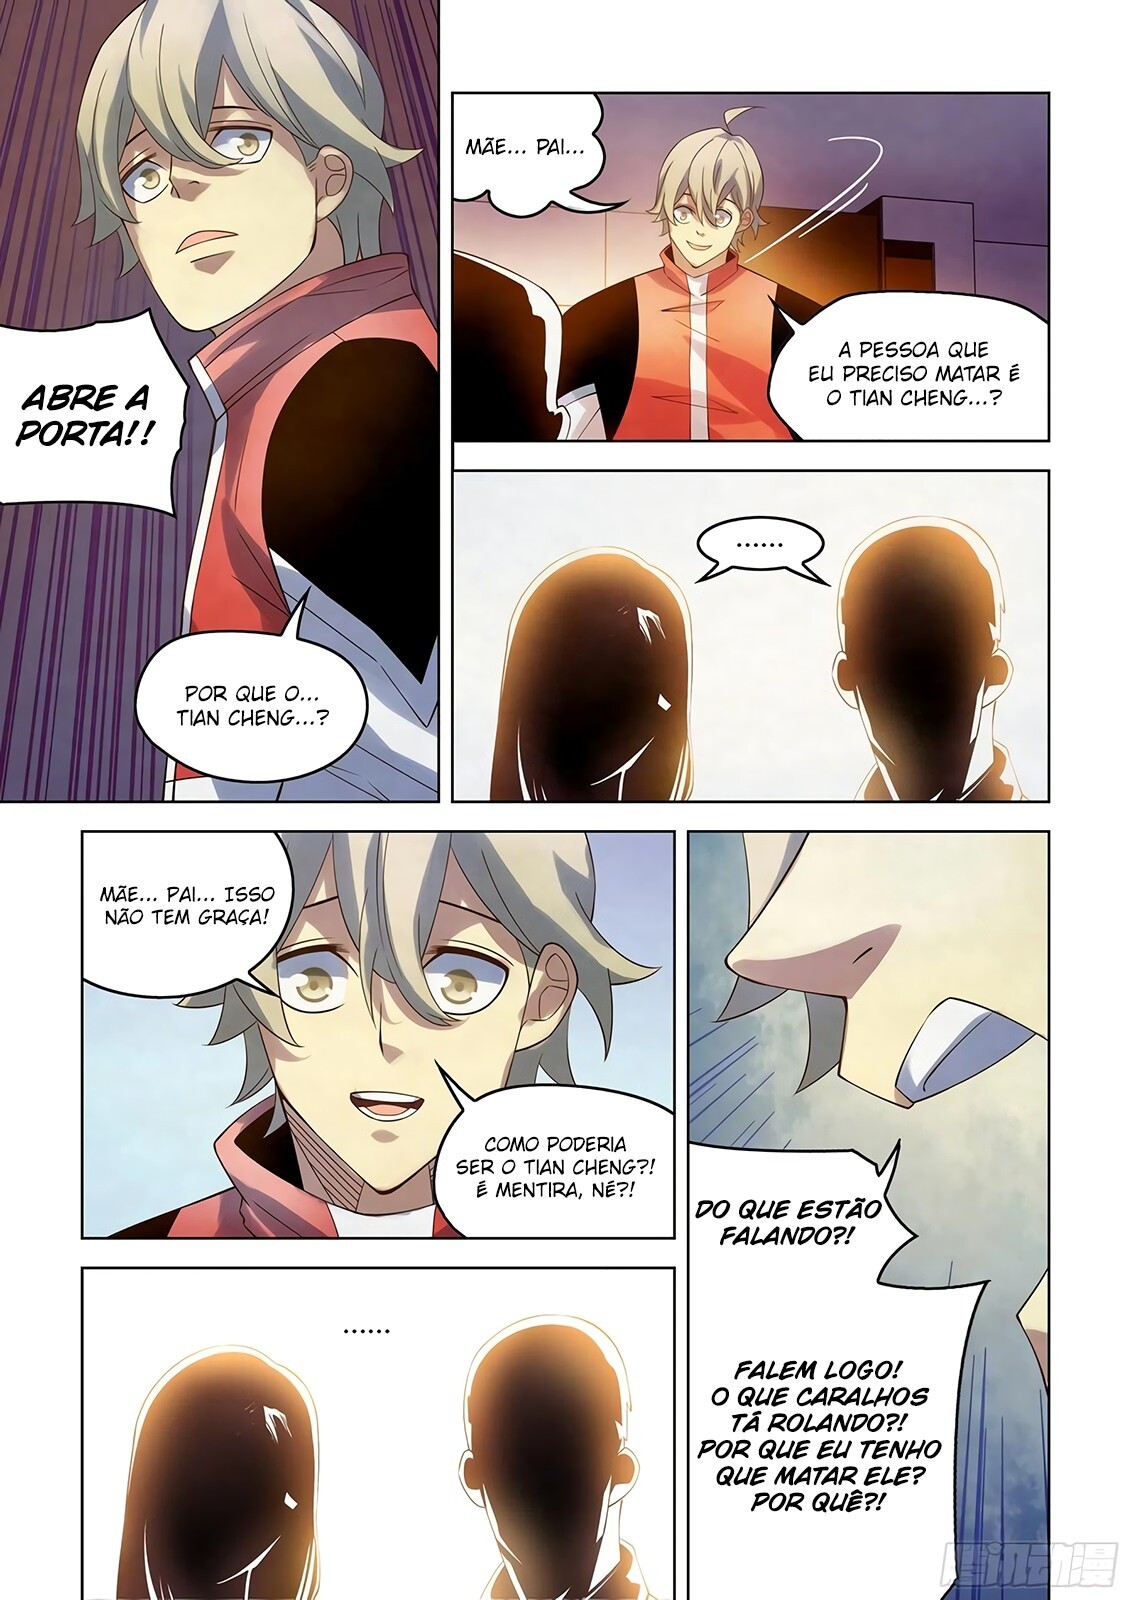 ABRE A
PORTA!!
POR QUE O...
TIAN CHENG...?
MÃE... PAI...
A PESSOA QUE
EU PRECISO MATAR É
O TIAN CHENG...?
......
MÃE... PAI... ISSO
NÃO TEM GRAÇA!
COMO PODERIA
SER O TIAN CHENG?!
É MENTIRA, NÉ?!
DO QUE ESTÃO
FALANDO?!
FALEM LOGO!
O QUE CARALHOS
TÁ ROLANDO?!
POR QUE EU TENHO
QUE MATAR ELE?
POR QUÊ?!
......